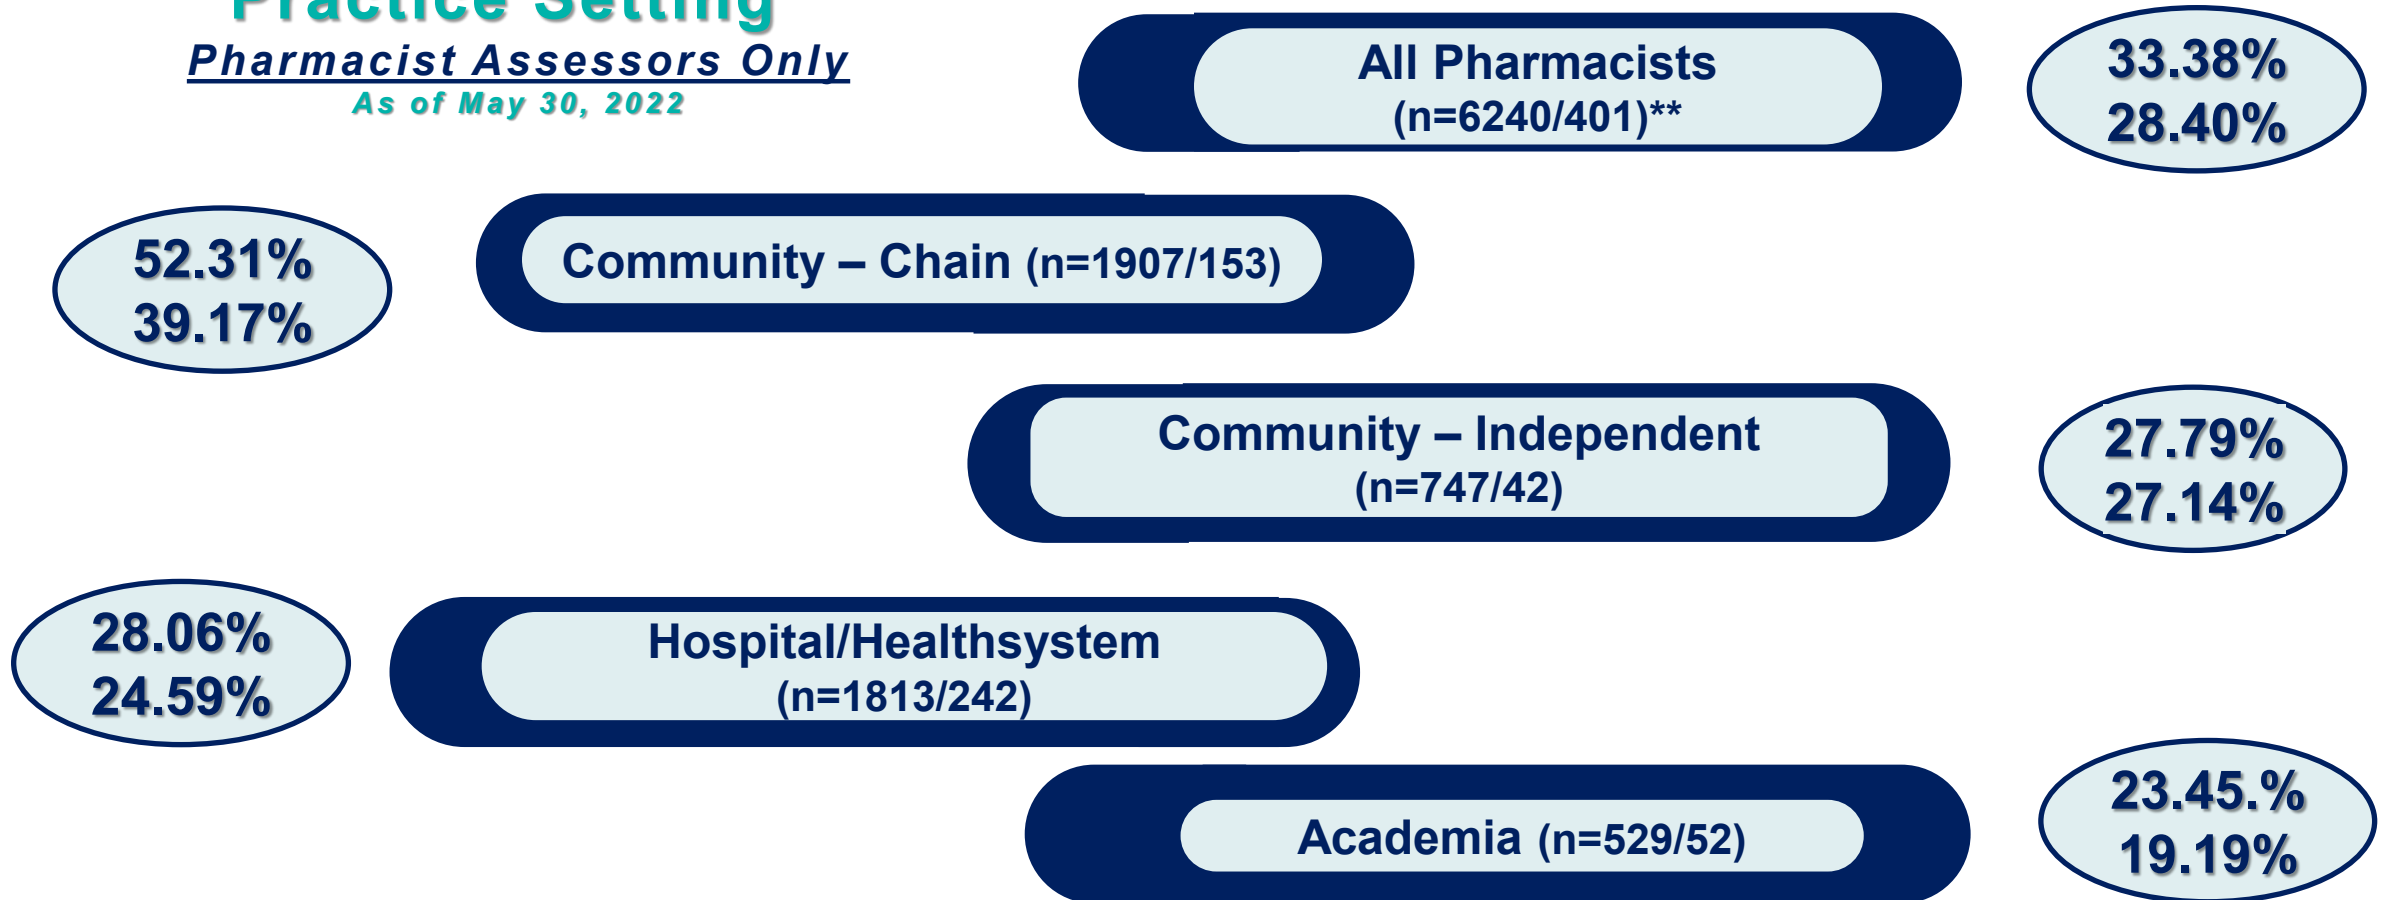 Practice Setting
Pharmacist Assessors Only
As of May 30, 2022
All Pharmacists
(n=6240/401)**
33.38%
28.40%
52.31%
39.17%
Community – Chain (n=1907/153)
Community – Independent
(n=747/42)
27.79%
27.14%
28.06%
24.59%
Hospital/Healthsystem
(n=1813/242)
Academia (n=529/52)
23.45.%
19.19%